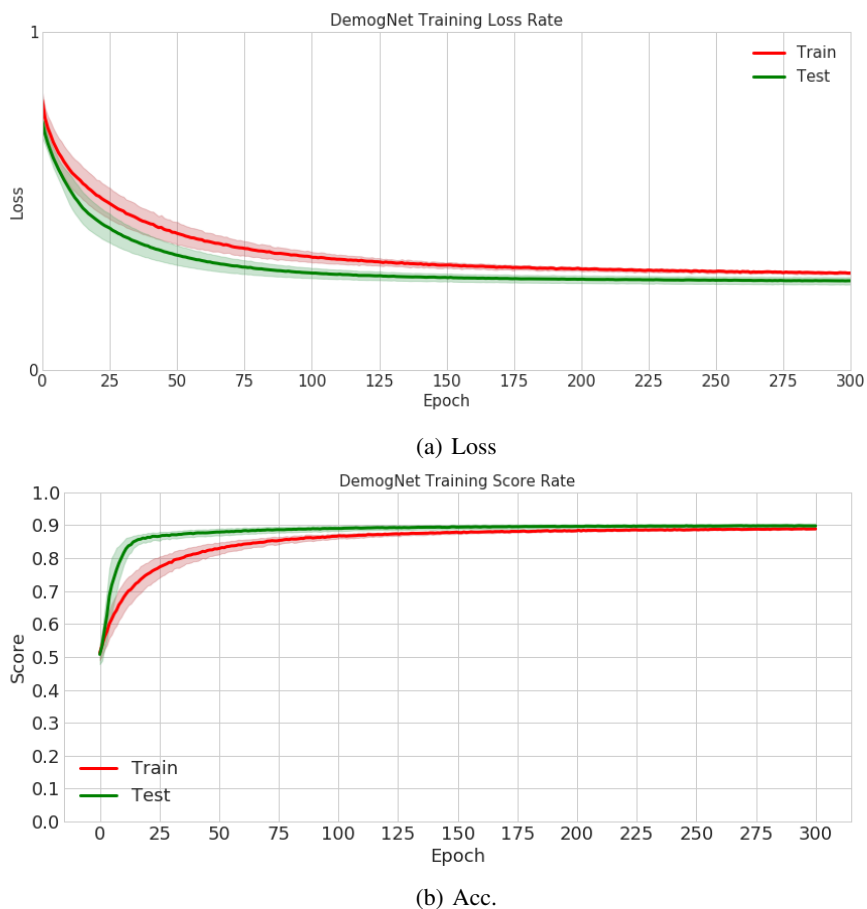 DemogNet Training Loss Rate
1
Train
Test
Loss
0
0 25 50 75 100 125 150 175 200 225 250 275 300
Epoch
(a) Loss
DemogNet Training Score Rate
1.0
0.9
0.8
0.7
0.6
0.5
0.4
0.3
0.2
0.1
0.0
Score
Train
Test
0 25 50 75 100 125 150 175 200 225 250 275 300
Epoch
(b) Acc.